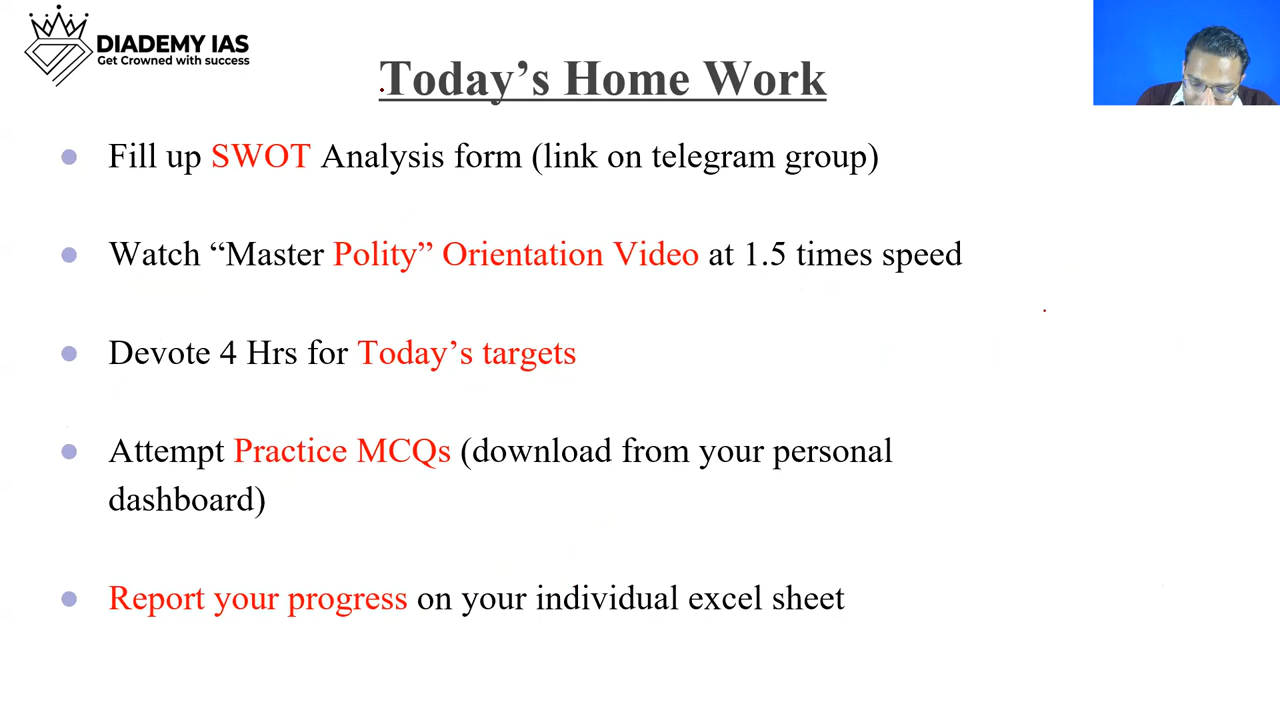 DIADEMY IAS
Get Crowned with success
Today’s Home Work
Fill up SWOT Analysis form (link on telegram group)
Watch “Master Polity” Orientation Video at 1.5 times speed
Devote 4 Hrs for Today’s targets
Attempt Practice MCQs (download from your personal
dashboard)
Report your progress on your individual excel sheet